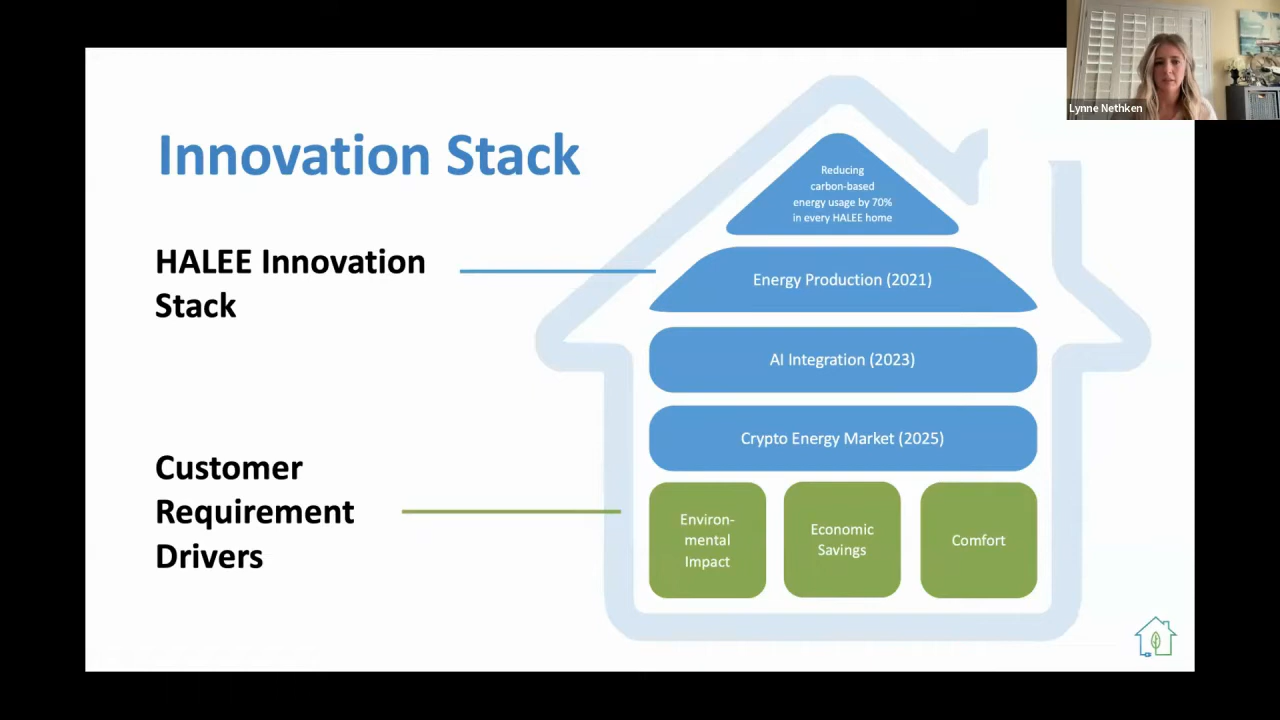 Lynne Nethken
Innovation Stack
HALEE Innovation
Stack
Customer
Requirement
Drivers
Reducing
carbon-based
energy usage by 70%
in every HALEE home
Energy Production (2021)
AI Integration (2023)
Crypto Energy Market (2025)
Environ-
mental
Impact
Economic
Savings
Comfort